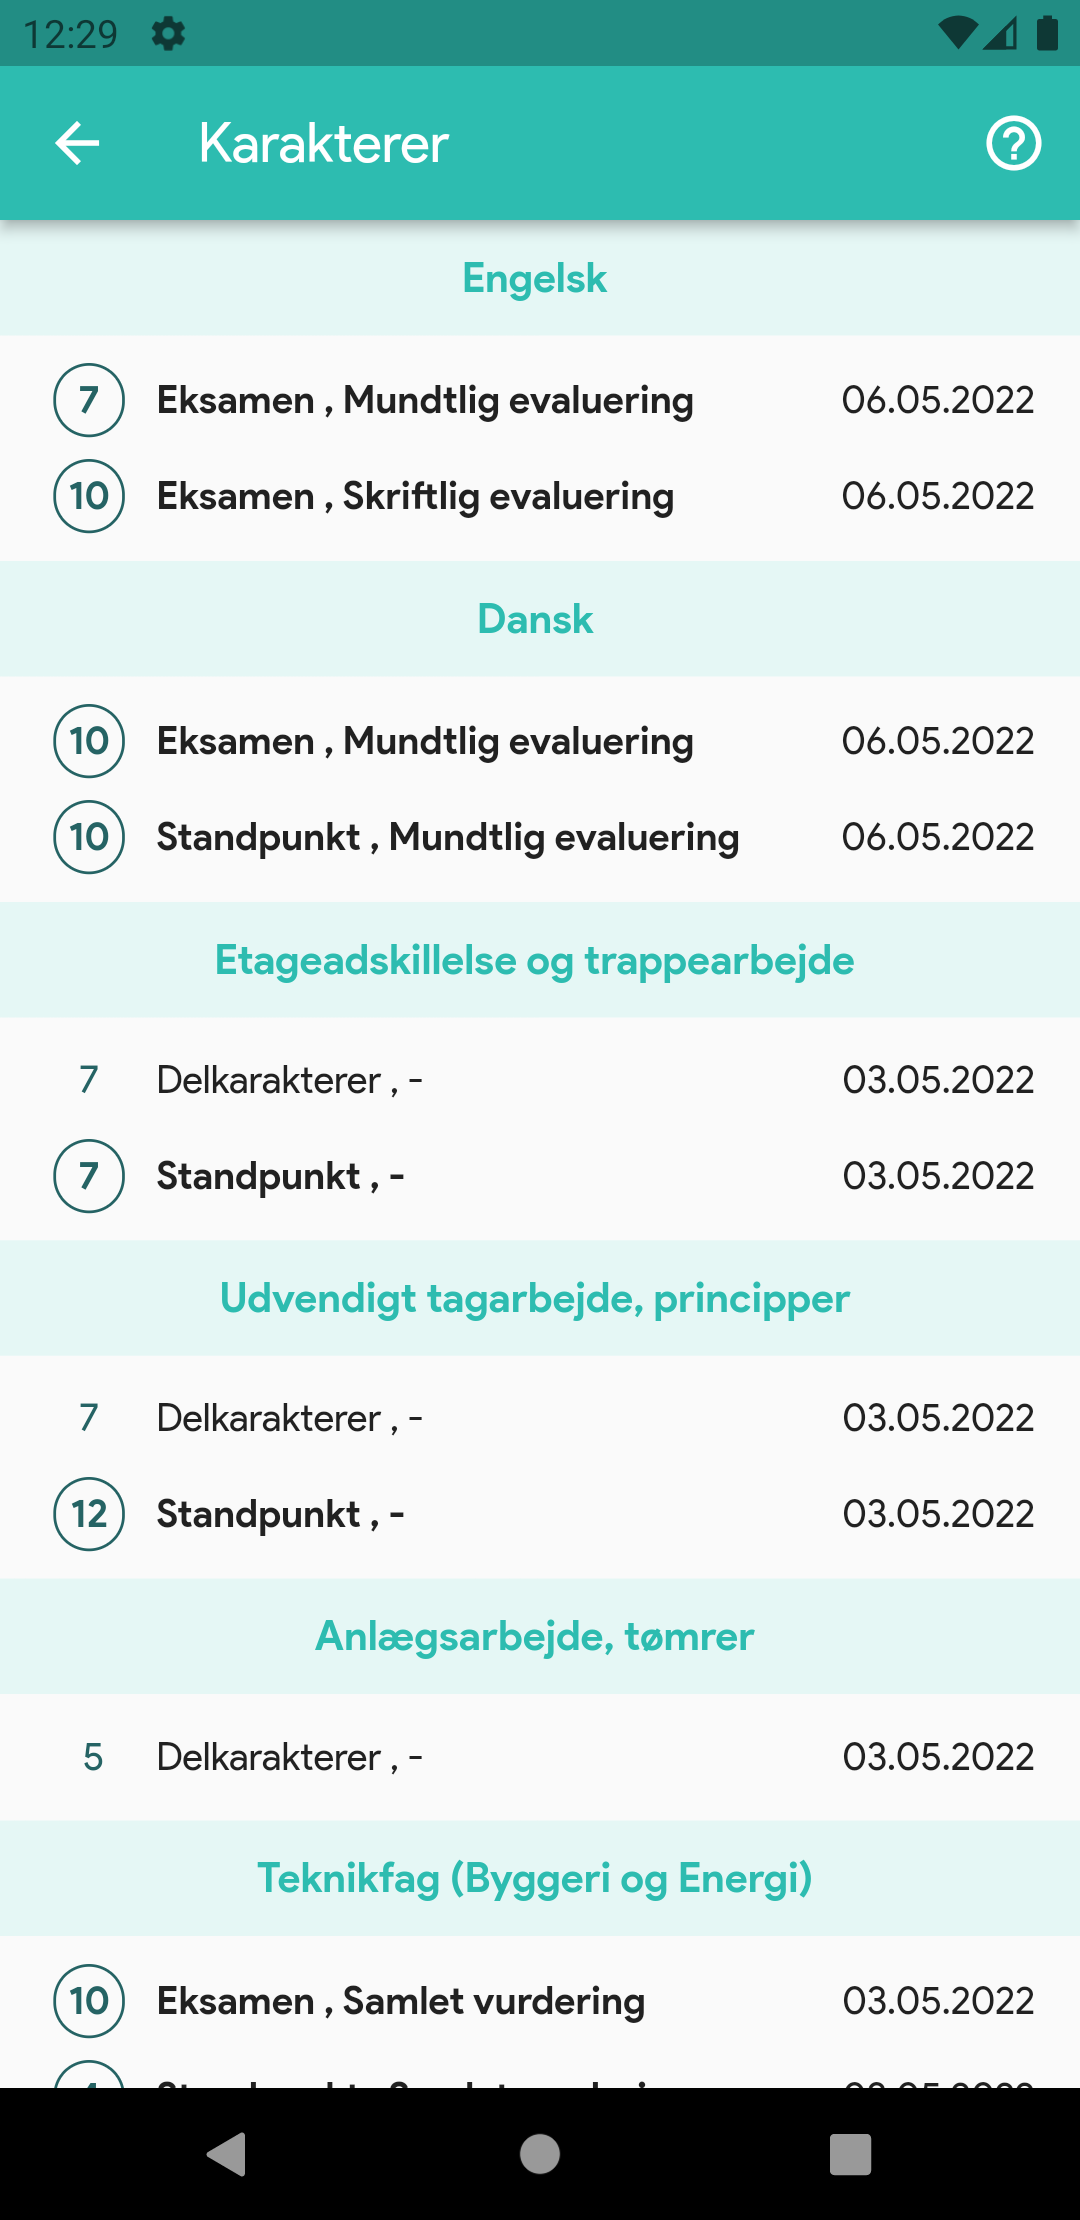 12:29
Karakterer
Engelsk
7 Eksamen , Mundtlig evaluering 06.05.2022
10 Eksamen , Skriftlig evaluering 06.05.2022
Dansk
10 Eksamen , Mundtlig evaluering 06.05.2022
10 Standpunkt , Mundtlig evaluering 06.05.2022
Etageadskillelse og trappearbejde
7 Delkarakterer , - 03.05.2022
7 Standpunkt , - 03.05.2022
Udvendigt tagarbejde, principper
7 Delkarakterer , - 03.05.2022
12 Standpunkt , - 03.05.2022
Anlægsarbejde, tømrer
5 Delkarakterer , - 03.05.2022
Teknikfag (Byggeri og Energi)
10 Eksamen , Samlet vurdering 03.05.2022